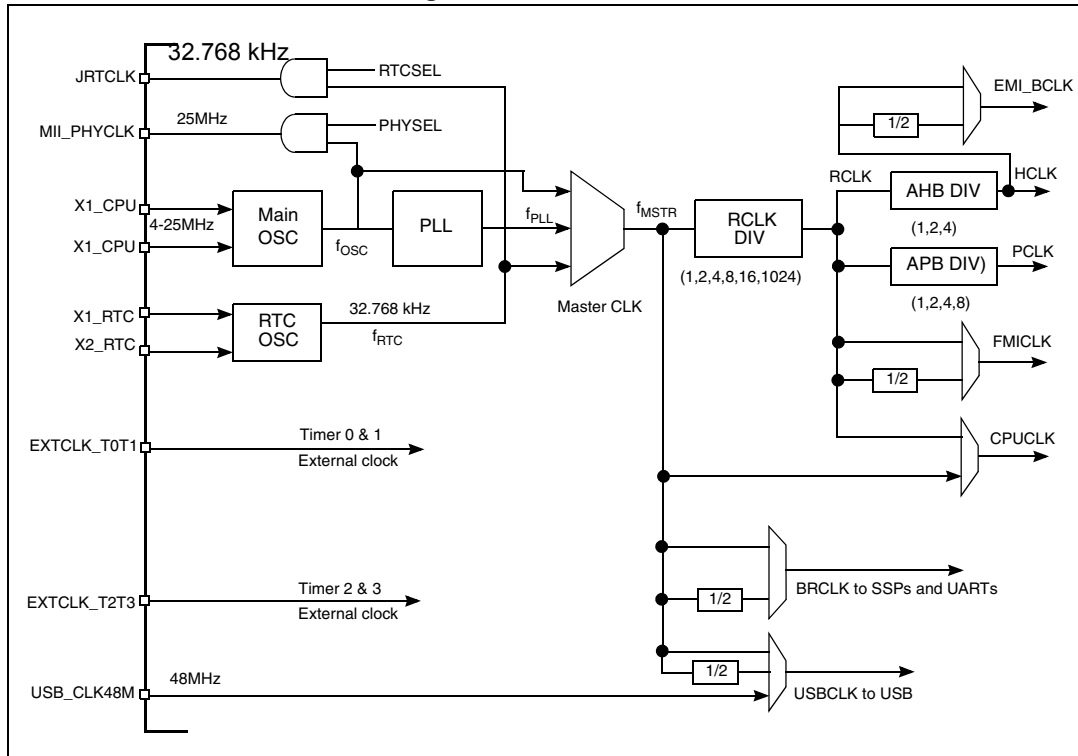 32.768 kHz
JRTCLK
RTCSEL
MII_PHYCLK
25MHz
PHYSEL
EMI_BCLK
1/2
X1_CPU
4-25MHz
X1_CPU
Main
OSC
fOSC
PLL
fPLL
fMSTR
Master CLK
RCLK
DIV
(1,2,4,8,16,1024)
RCLK
AHB DIV
(1,2,4)
HCLK
APB DIV)
(1,2,4,8)
PCLK
X1_RTC
X2_RTC
RTC
OSC
32.768 kHz
fRTC
FMICLK
1/2
EXTCLK_T0T1
Timer 0 & 1
External clock
CPUCLK
EXTCLK_T2T3
Timer 2 & 3
External clock
1/2
BRCLK to SSPs and UARTs
USB_CLK48M
48MHz
1/2
USBCLK to USB